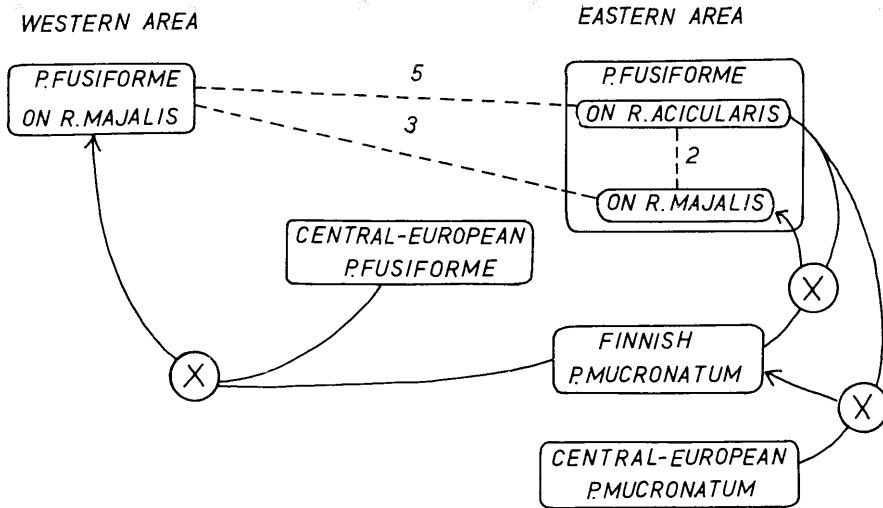 WESTERN AREA
EASTERN AREA
P.FUSIFORME
ON R.MAJALIS
5
3
P.FUSIFORME
ON R.ACICULARIS
2
ON R.MAJALIS
CENTRAL-EUROPEAN
P.FUSIFORME
X
FINNISH
P.MUCRONATUM
X
X
CENTRAL-EUROPEAN
P.MUCRONATUM